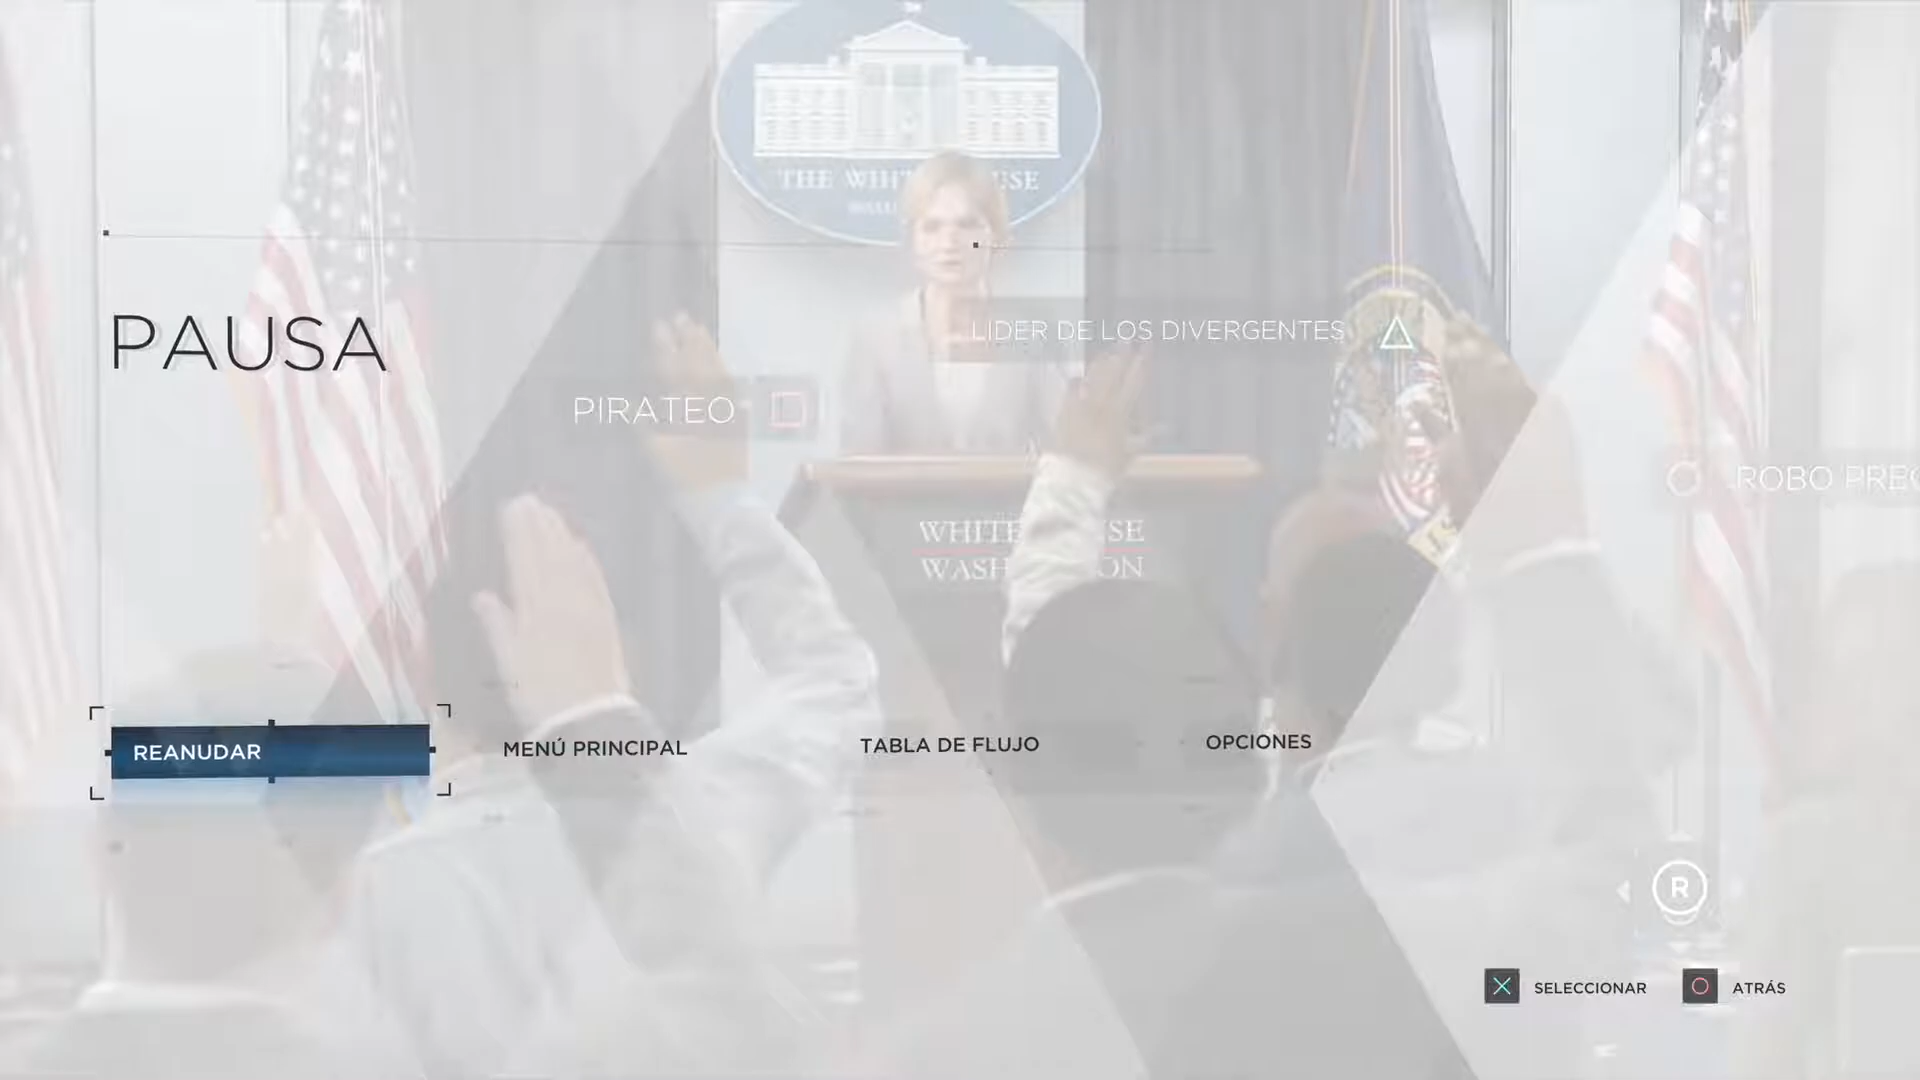 THE WHITE HOUSE
PAUSA
LIDER DE LOS DIVERGENTES
PIRATEO
WHITE HOUSE
WASHINGTON
REANUDAR
MENÚ PRINCIPAL
TABLA DE FLUJO
OPCIONES
R
SELECCIONAR
ATRÁS
ROBO